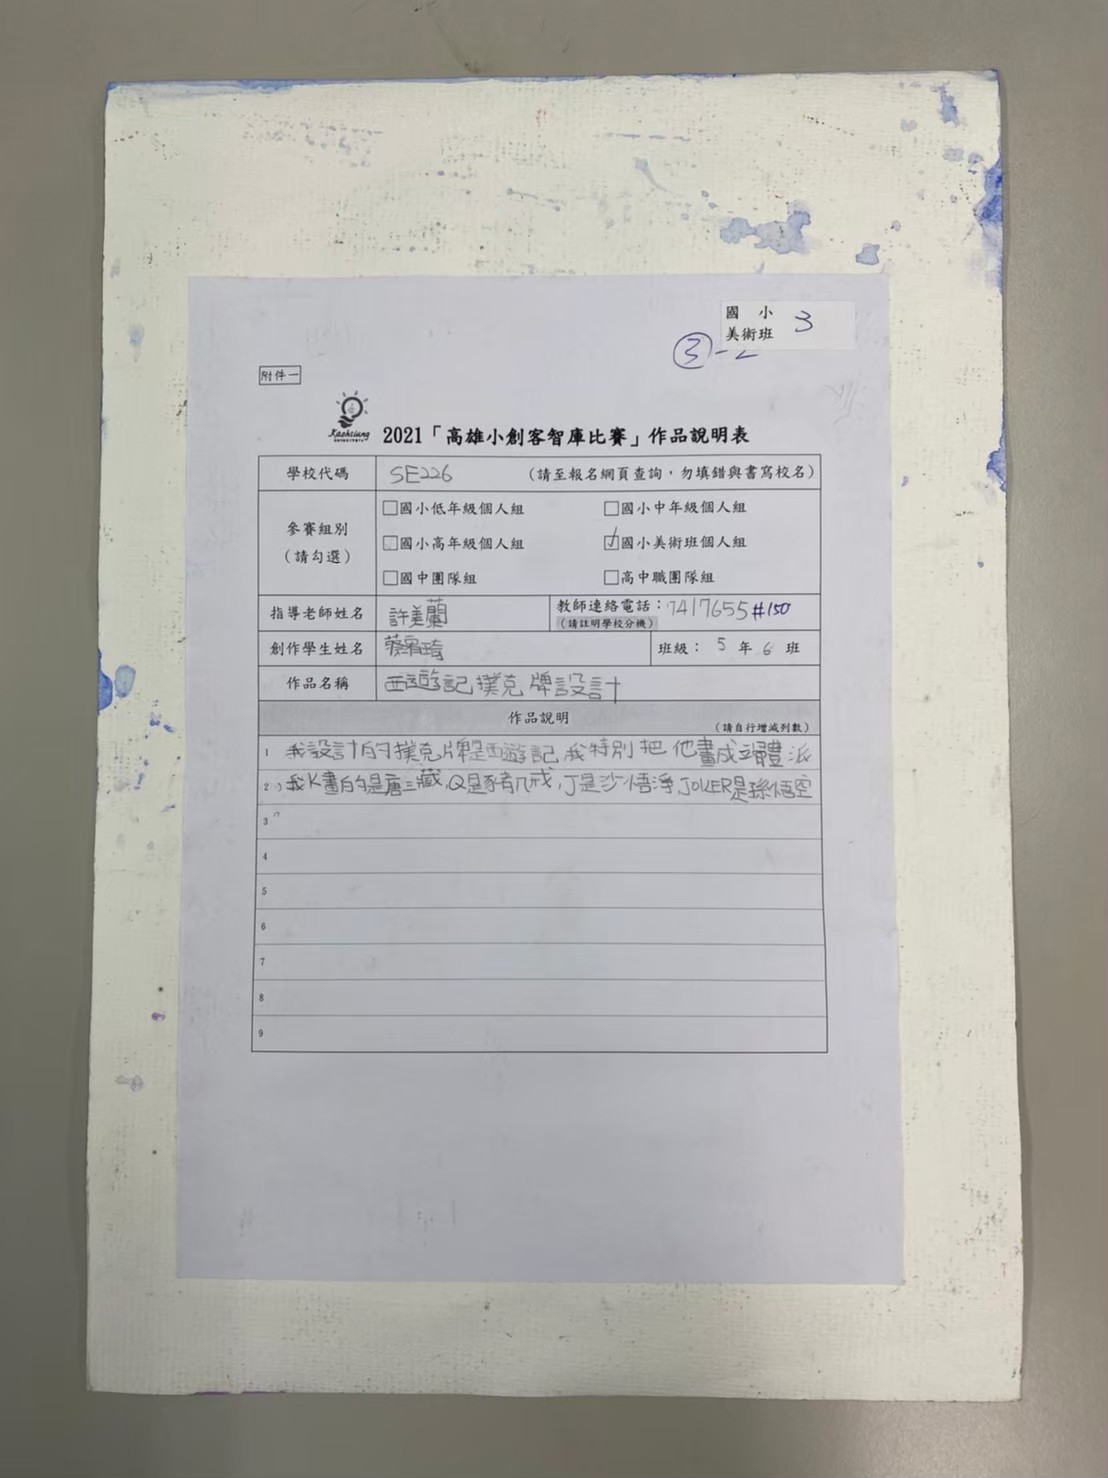 國 小
美術班 3
③-2
附件一
Kaohsiung
2021「高雄小創客智庫比賽」作品說明表
學校代碼 SE226 (請至報名網頁查詢,勿填錯與書寫校名)
參賽組別
(請勾選)
□國小低年級個人組 □國小中年級個人組
□國小高年級個人組 ☑國小美術班個人組
□國中團隊組 □高中職團隊組
指導老師姓名 許美蘭 教師連絡電話:7417655#150
(請註明學校分機)
創作學生姓名 蔡 班級: 5 年 6 班
作品名稱 西遊記撲克牌設計
作品說明
(請自行增減列數)
1 我設計的撲克牌是西遊記我特別把他畫成立體派
2 我K畫的是唐三藏,Q是豬八戒,J是沙悟淨,JOKER是孫悟空
3
4
5
6
7
8
9